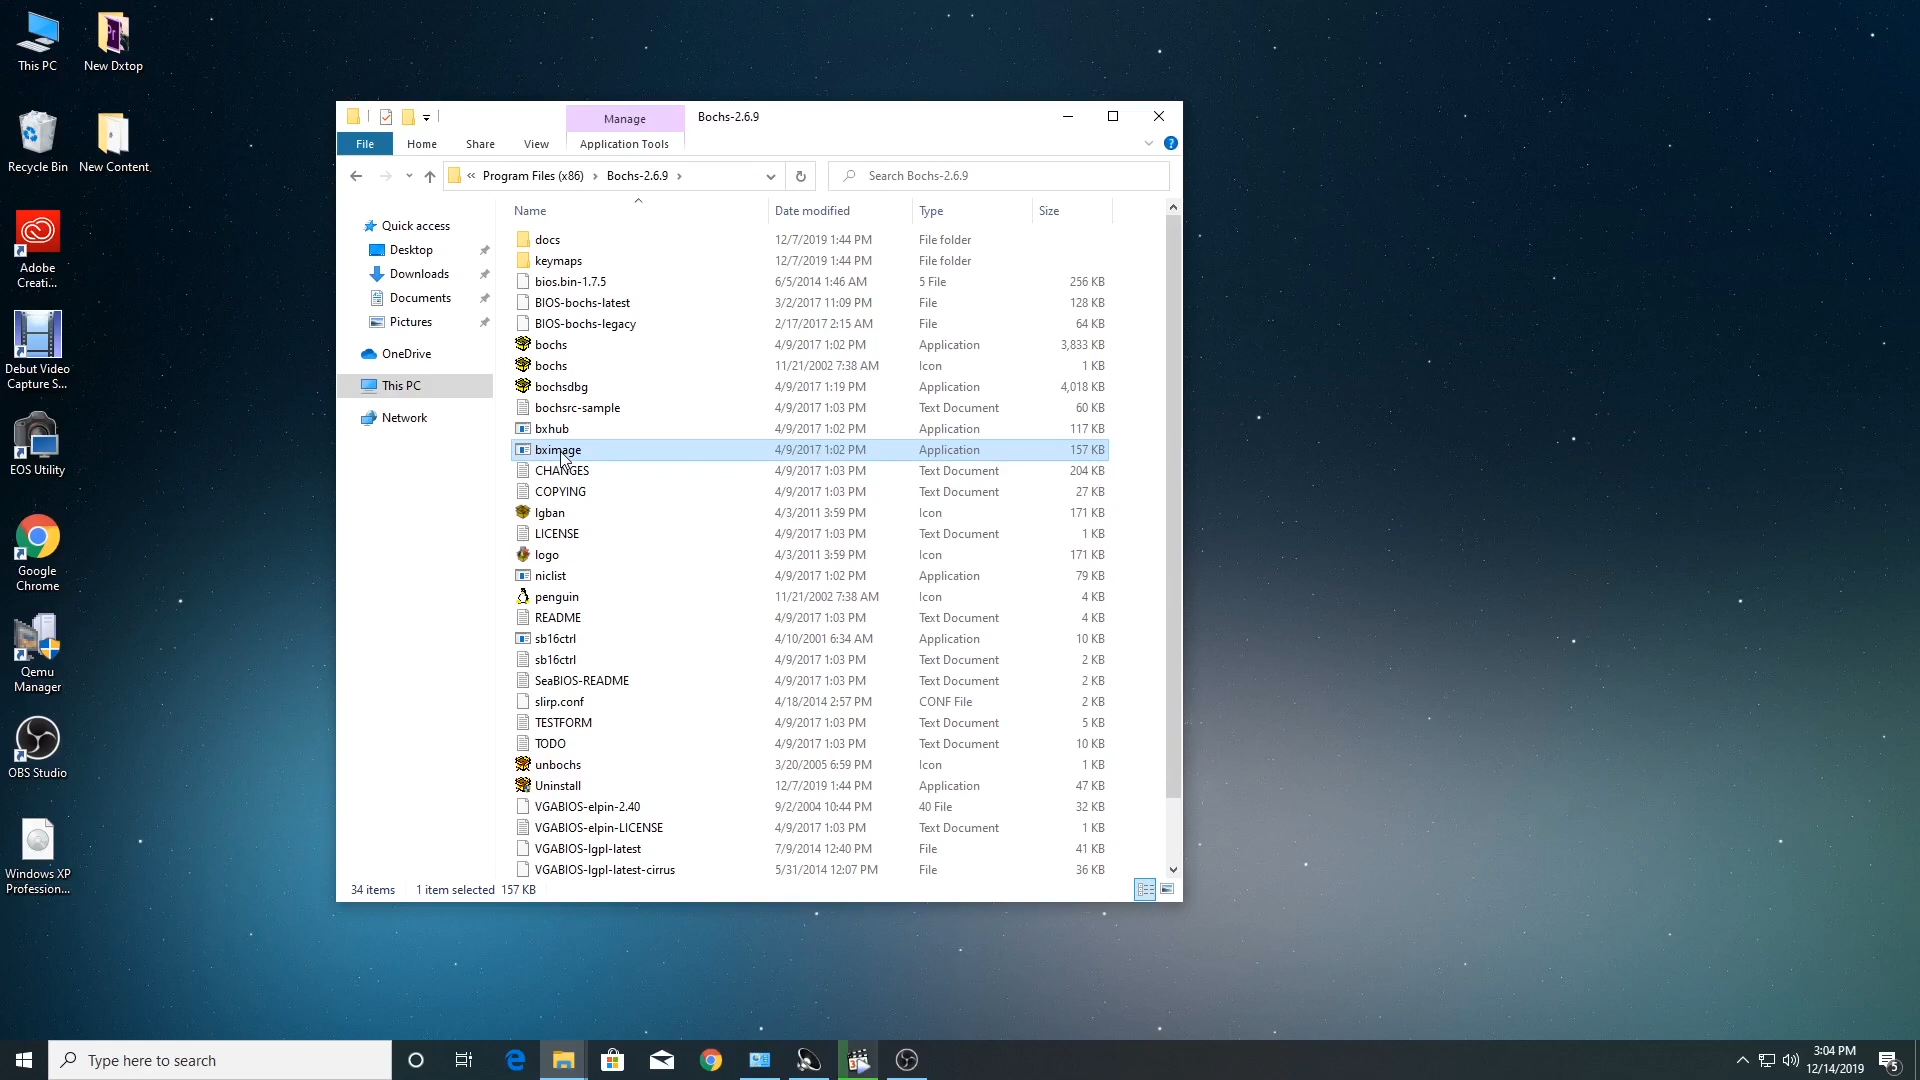 This PC
New Dxtop
Recycle Bin
New Content
Adobe
Creati...
Debut Video
Capture S...
EOS Utility
Google
Chrome
Qemu
Manager
OBS Studio
Windows XP
Profession...
Manage
Bochs-2.6.9
File
Home
Share
View
Application Tools
?
« Program Files (x86) › Bochs-2.6.9 ›
Search Bochs-2.6.9
Quick access
Desktop
Downloads
Documents
Pictures
OneDrive
This PC
Network
Name Date modified Type Size
docs 12/7/2019 1:44 PM File folder
keymaps 12/7/2019 1:44 PM File folder
bios.bin-1.7.5 6/5/2014 1:46 AM 5 File 256 KB
BIOS-bochs-latest 3/2/2017 11:09 PM File 128 KB
BIOS-bochs-legacy 2/17/2017 2:15 AM File 64 KB
bochs 4/9/2017 1:02 PM Application 3,833 KB
bochs 11/21/2002 7:38 AM Icon 1 KB
bochsdbg 4/9/2017 1:19 PM Application 4,018 KB
bochsrc-sample 4/9/2017 1:03 PM Text Document 60 KB
bxhub 4/9/2017 1:02 PM Application 117 KB
bximage 4/9/2017 1:02 PM Application 157 KB
CHANGES 4/9/2017 1:03 PM Text Document 204 KB
COPYING 4/9/2017 1:03 PM Text Document 27 KB
lgban 4/3/2011 3:59 PM Icon 171 KB
LICENSE 4/9/2017 1:03 PM Text Document 1 KB
logo 4/3/2011 3:59 PM Icon 171 KB
niclist 4/9/2017 1:02 PM Application 79 KB
penguin 11/21/2002 7:38 AM Icon 4 KB
README 4/9/2017 1:03 PM Text Document 4 KB
sb16ctrl 4/10/2001 6:34 AM Application 10 KB
sb16ctrl 4/9/2017 1:03 PM Text Document 2 KB
SeaBIOS-README 4/9/2017 1:03 PM Text Document 2 KB
slirp.conf 4/18/2014 2:57 PM CONF File 2 KB
TESTFORM 4/9/2017 1:03 PM Text Document 5 KB
TODO 4/9/2017 1:03 PM Text Document 10 KB
unbochs 3/20/2005 6:59 PM Icon 1 KB
Uninstall 12/7/2019 1:44 PM Application 47 KB
VGABIOS-elpin-2.40 9/2/2004 10:44 PM 40 File 32 KB
VGABIOS-elpin-LICENSE 4/9/2017 1:03 PM Text Document 1 KB
VGABIOS-lgpl-latest 7/9/2014 12:40 PM File 41 KB
VGABIOS-lgpl-latest-cirrus 5/31/2014 12:07 PM File 36 KB
34 items 1 item selected 157 KB
Type here to search
3:04 PM
12/14/2019
5